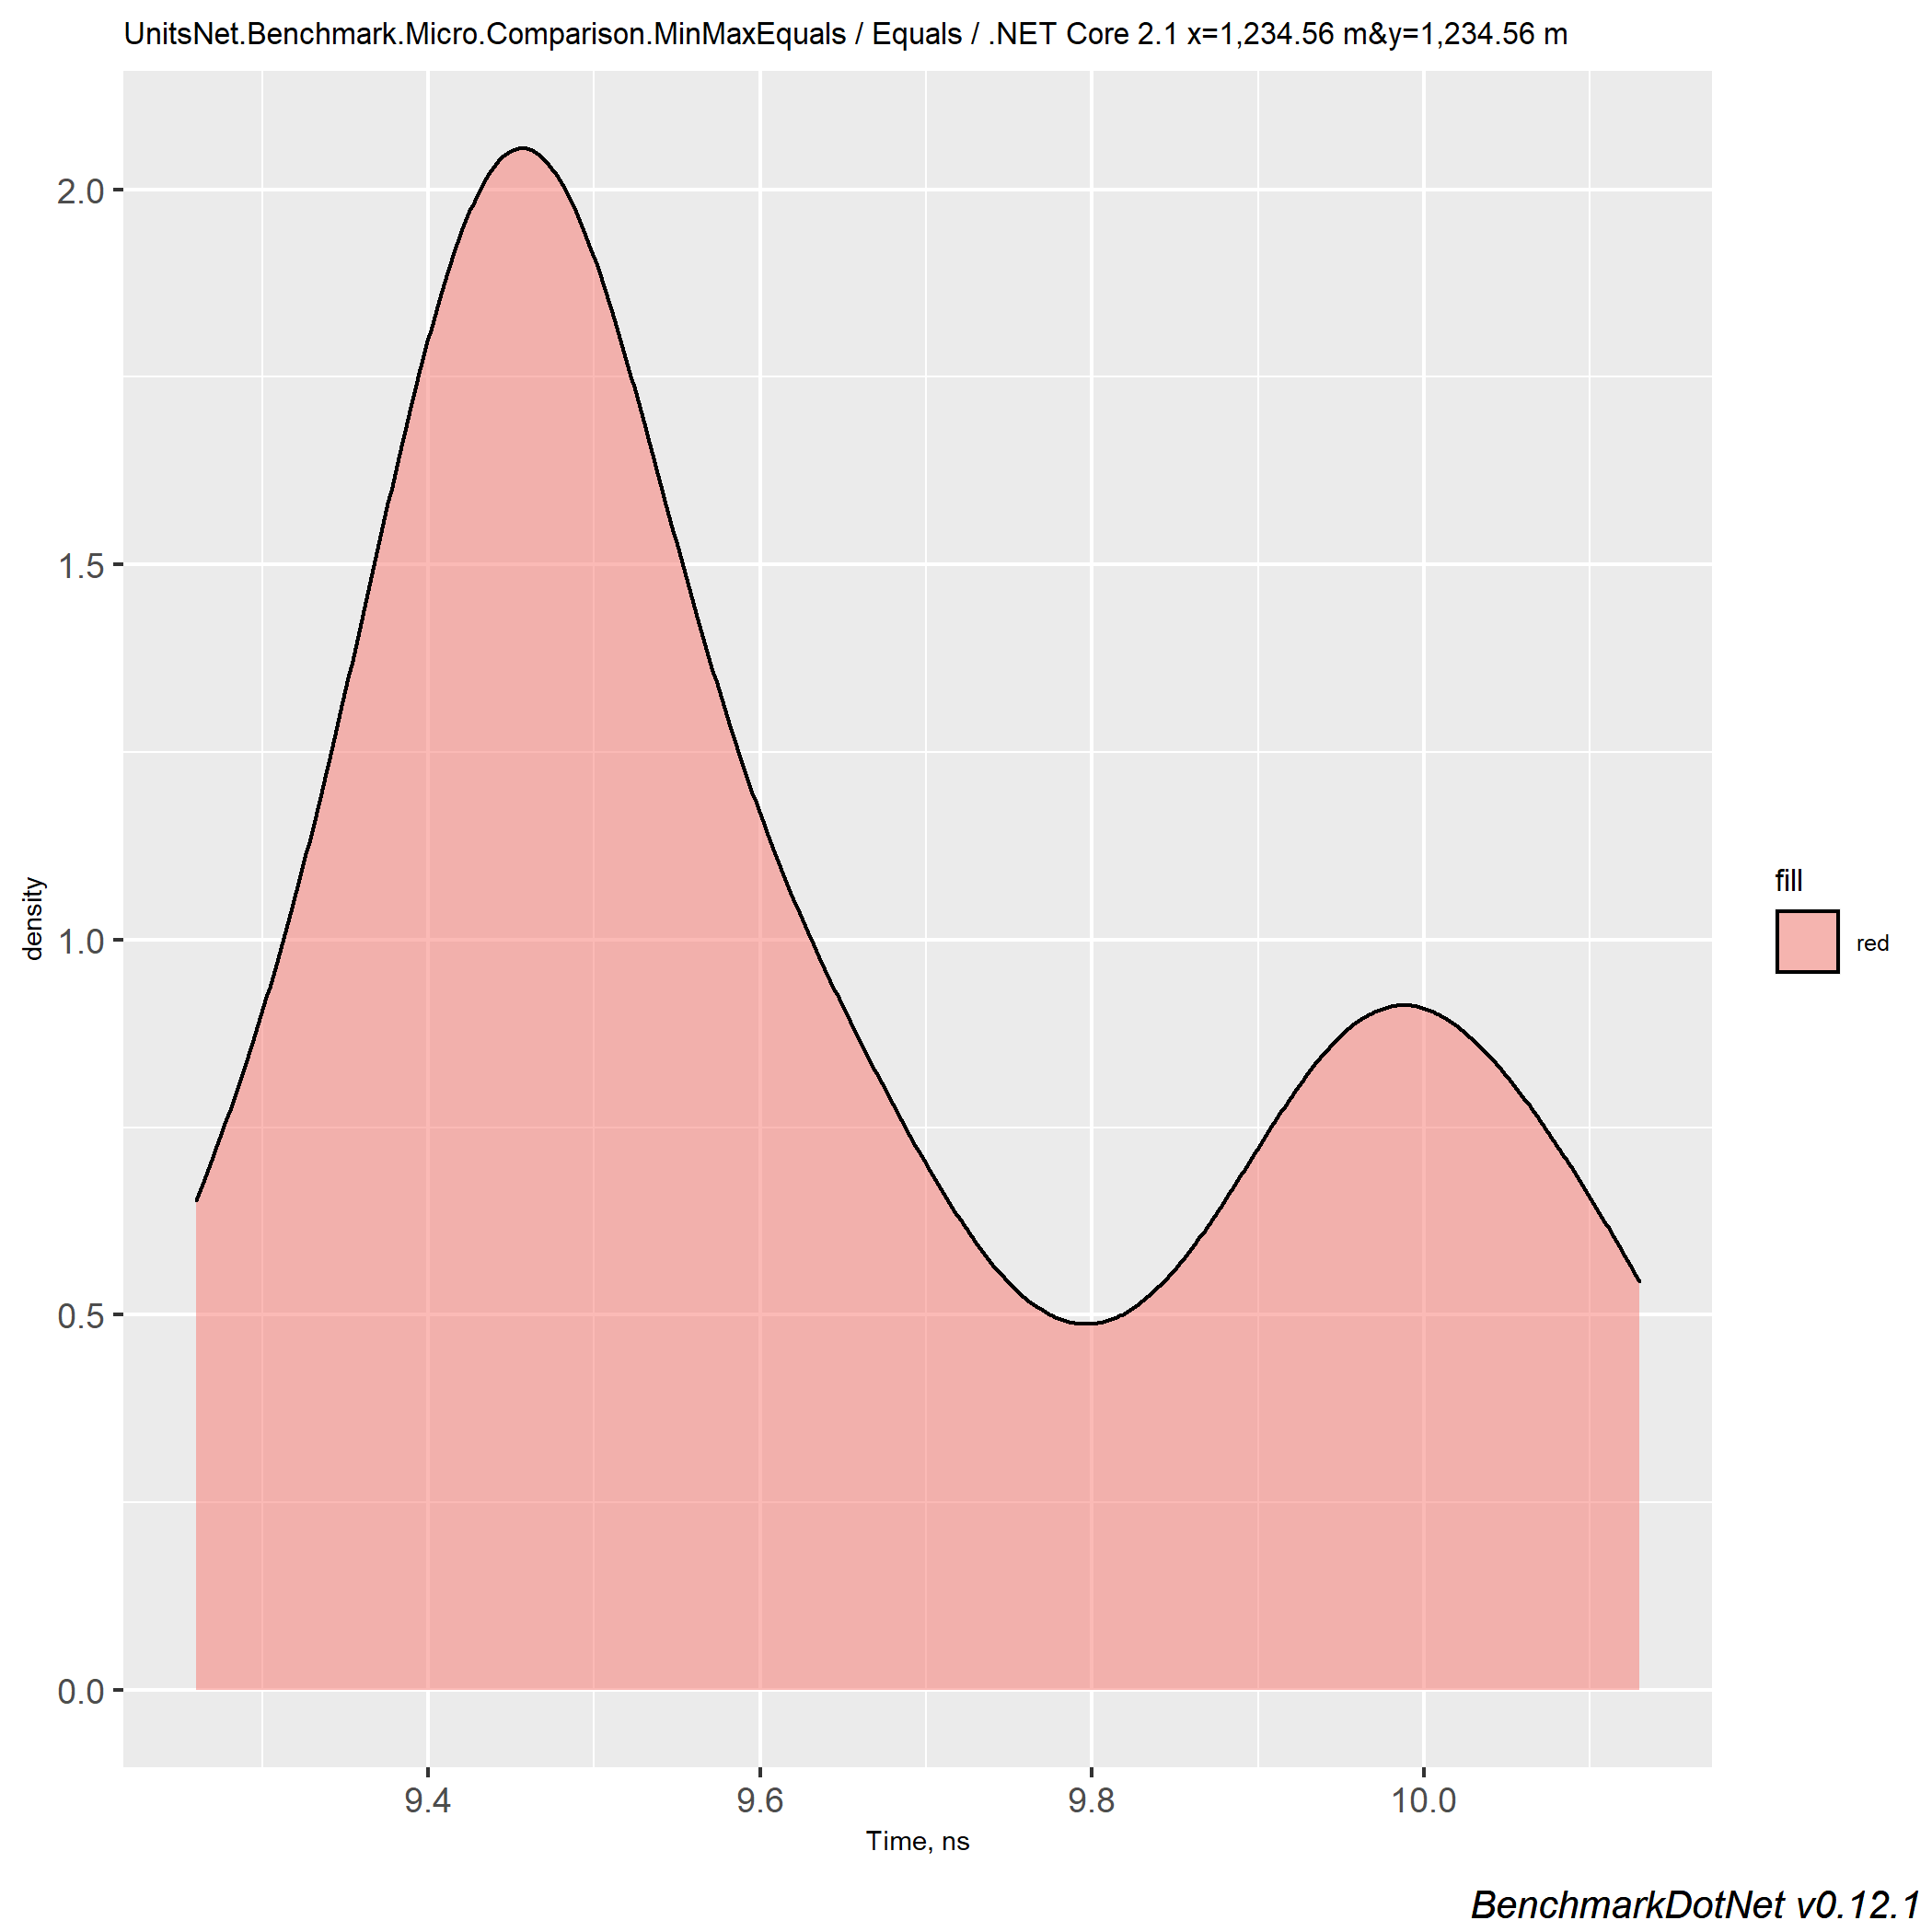 UnitsNet.Benchmark.Micro.Comparison.MinMaxEquals / Equals / .NET Core 2.1 x=1,234.56 m&y=1,234.56 m
2.0
1.5
1.0
0.5
0.0
density
9.4 9.6 9.8 10.0
Time, ns
fill
red
BenchmarkDotNet v0.12.1